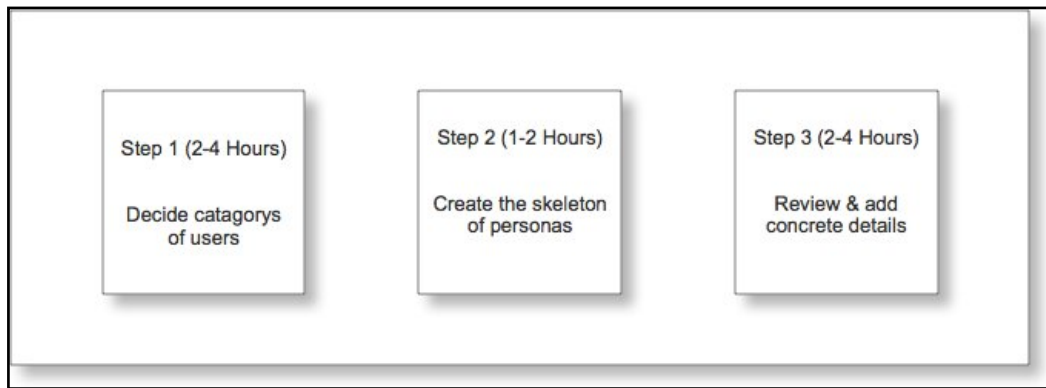 Step 1 (2-4 Hours)
Decide catagorys
of users
Step 2 (1-2 Hours)
Create the skeleton
of personas
Step 3 (2-4 Hours)
Review & add
concrete details